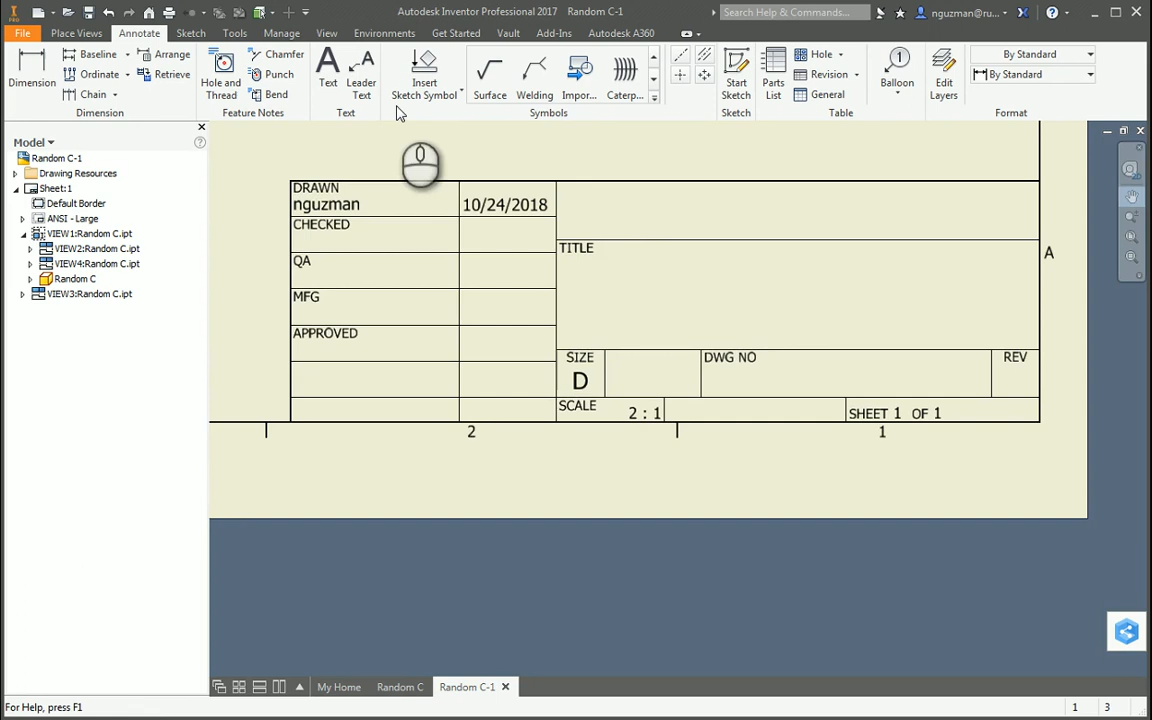 I
PRO
Autodesk Inventor Professional 2017 Random C-1
Search Help & Commands...
nguzman@ru...
File Place Views Annotate Sketch Tools Manage View Environments Get Started Vault Add-Ins Autodesk A360
Dimension
Baseline
Ordinate
Chain
Arrange
Retrieve
Dimension
Hole and Thread
Chamfer
Punch
Bend
Feature Notes
Text
Leader Text
Text
Insert Sketch Symbol
Surface
Welding
Impor...
Caterp...
Symbols
Start Sketch
Sketch
Parts List
Hole
Revision
General
Table
1
Balloon
Edit Layers
By Standard
By Standard
Format
Model
Random C-1
Drawing Resources
Sheet:1
Default Border
ANSI - Large
VIEW1:Random C.ipt
VIEW2:Random C.ipt
VIEW4:Random C.ipt
Random C
VIEW3:Random C.ipt
DRAWN
nguzman
10/24/2018
CHECKED
QA
MFG
APPROVED
TITLE
SIZE
D
DWG NO
REV
SCALE
2 : 1
SHEET 1 OF 1
2
1
A
My Home
Random C
Random C-1
For Help, press F1
1
3